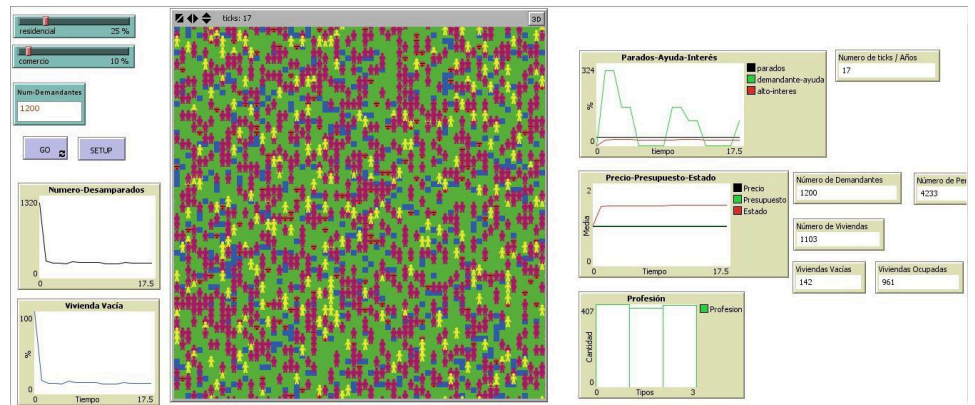 residencial 25 %
comercio 10 %
Num-Demandantes
1200
GO
SETUP
Numero-Desamparados
1320
0
0 17.5
Vivienda Vacía
100
%
0
0 Tiempo 17.5
ticks: 17
3D
Parados-Ayuda-Interés
324
%
0
0 tiempo 17.5
parados
demandante-ayuda
alto-interes
Numero de ticks / Años
17
Precio-Presupuesto-Estado
2
Media
0
0 Tiempo 17.5
Precio
Presupuesto
Estado
Número de Demandantes
1200
Número de Per
4233
Número de Viviendas
1103
Viviendas Vacías
142
Viviendas Ocupadas
961
Profesión
407
Cantidad
0
0 Tipos 3
Profesion